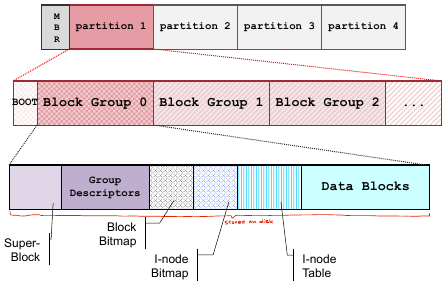 M
B
R
partition 1
partition 2
partition 3
partition 4
BOOT
Block Group 0
Block Group 1
Block Group 2
...
Group
Descriptors
Data Blocks
stored on disk
Super-
Block
Block
Bitmap
I-node
Bitmap
I-node
Table